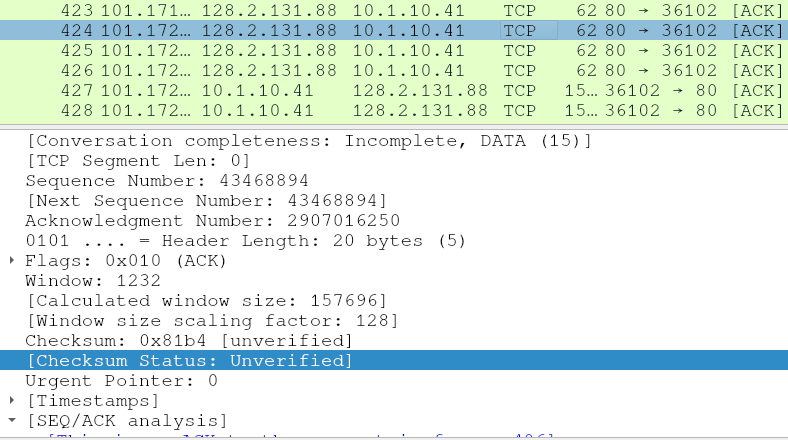 423 101.171… 128.2.131.88 10.1.10.41 TCP 62 80 → 36102 [ACK]
424 101.172… 128.2.131.88 10.1.10.41 TCP 62 80 → 36102 [ACK]
425 101.172… 128.2.131.88 10.1.10.41 TCP 62 80 → 36102 [ACK]
426 101.172… 128.2.131.88 10.1.10.41 TCP 62 80 → 36102 [ACK]
427 101.172… 10.1.10.41 128.2.131.88 TCP 15… 36102 → 80 [ACK]
428 101.172… 10.1.10.41 128.2.131.88 TCP 15… 36102 → 80 [ACK]
[Conversation completeness: Incomplete, DATA (15)]
[TCP Segment Len: 0]
Sequence Number: 43468894
[Next Sequence Number: 43468894]
Acknowledgment Number: 2907016250
0101 .... = Header Length: 20 bytes (5)
Flags: 0x010 (ACK)
Window: 1232
[Calculated window size: 157696]
[Window size scaling factor: 128]
Checksum: 0x81b4 [unverified]
[Checksum Status: Unverified]
Urgent Pointer: 0
[Timestamps]
[SEQ/ACK analysis]